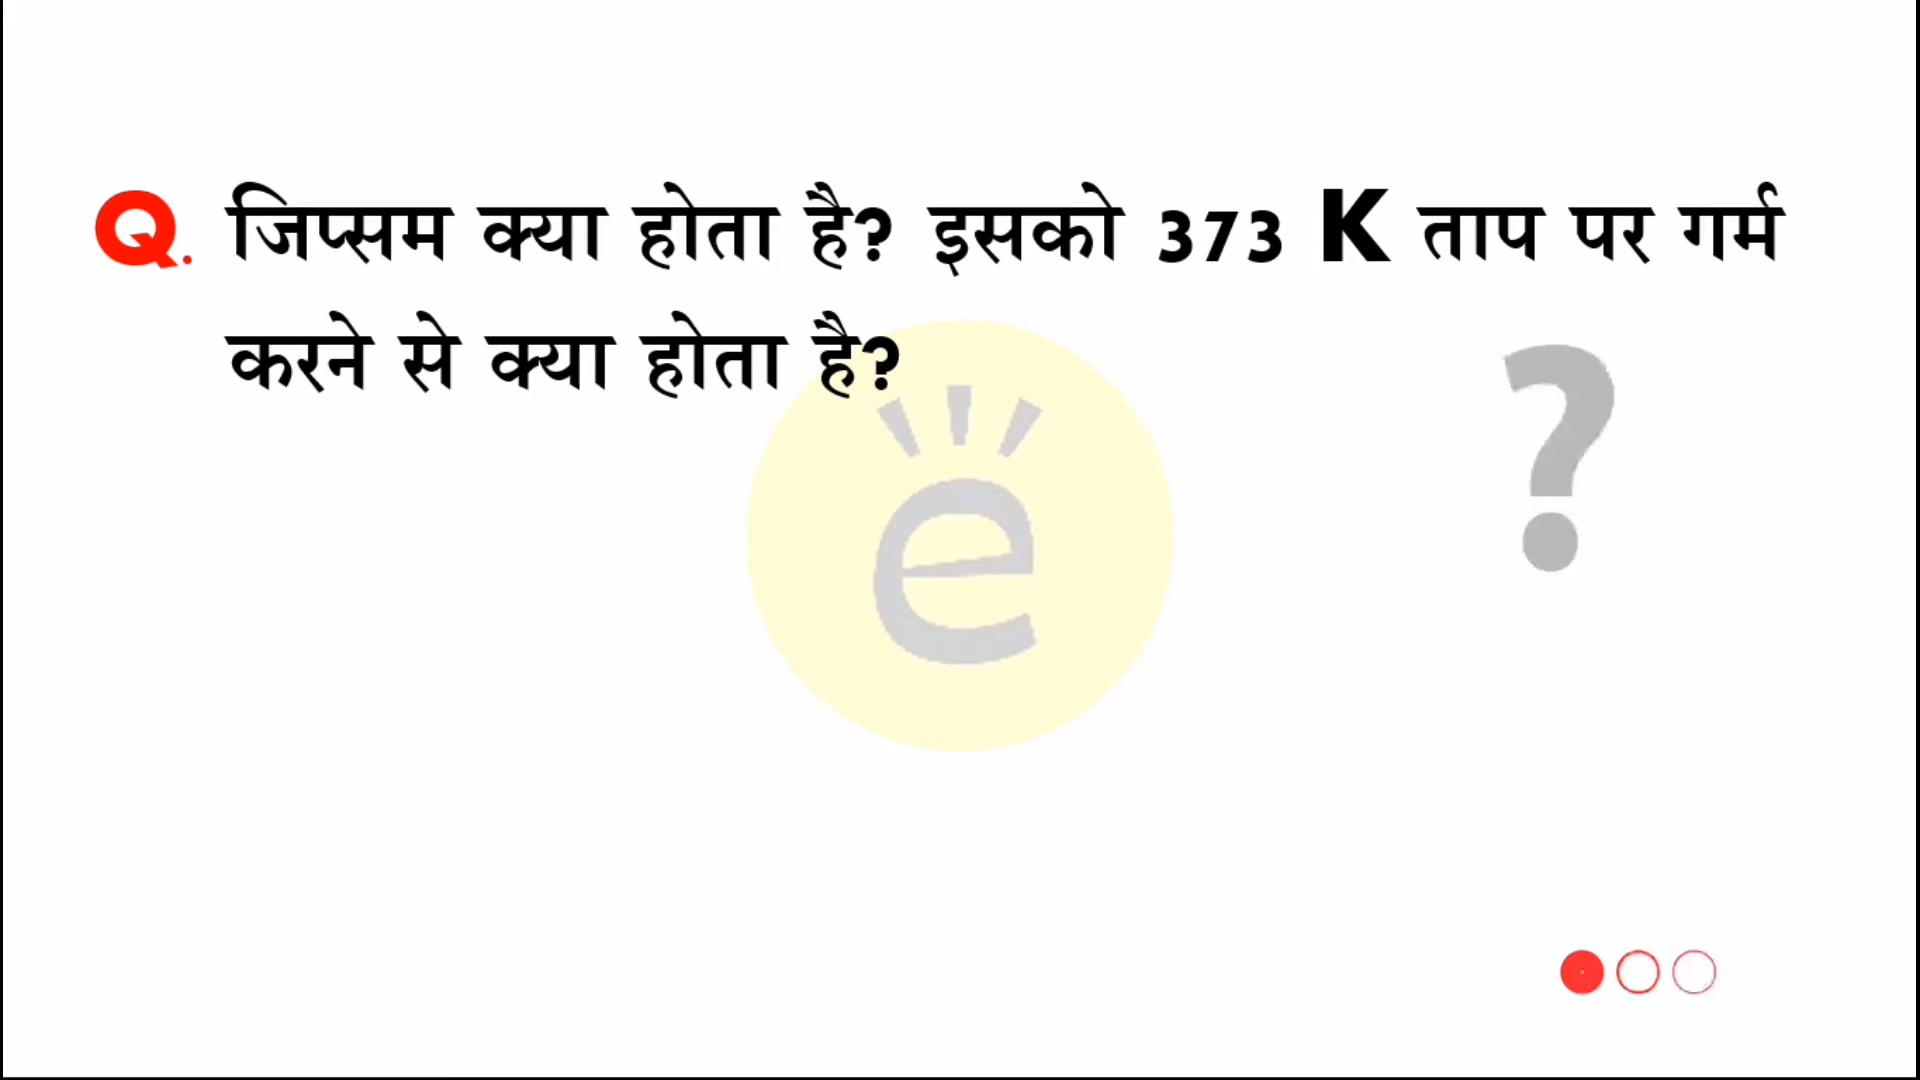 Q. जिप्सम क्या होता है? इसको 373 K ताप पर गर्म
करने से क्या होता है?
?
e